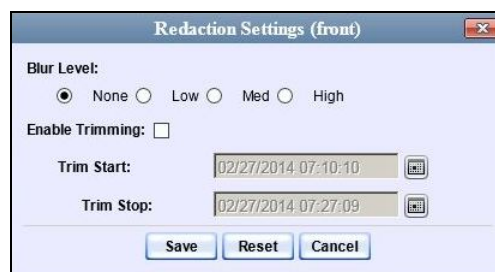 Redaction Settings (front)
Blur Level:
None Low Med High
Enable Trimming:
Trim Start: 02/27/2014 07:10:10
Trim Stop: 02/27/2014 07:27:09
Save Reset Cancel